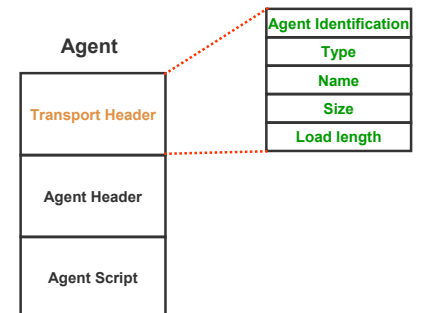 Agent
Transport Header
Agent Header
Agent Script
Agent Identification
Type
Name
Size
Load length